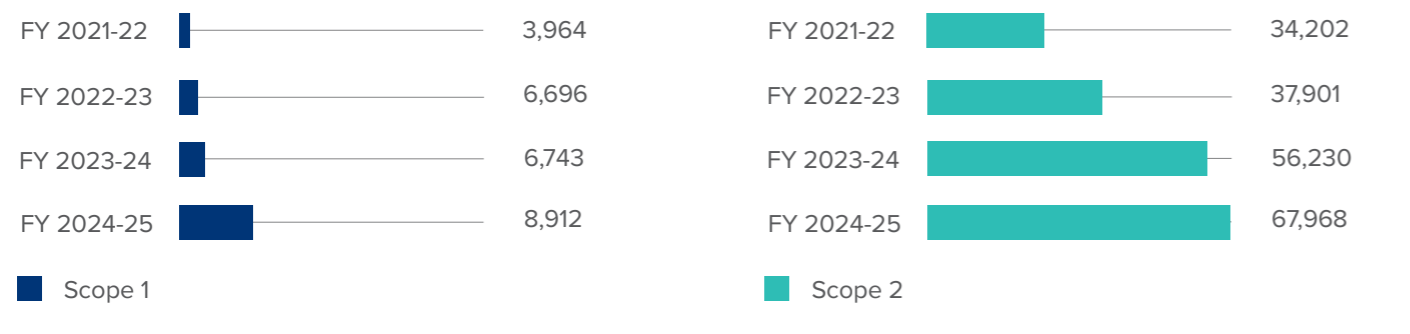 FY 2021-22 3,964
FY 2022-23 6,696
FY 2023-24 6,743
FY 2024-25 8,912
Scope 1
FY 2021-22 34,202
FY 2022-23 37,901
FY 2023-24 56,230
FY 2024-25 67,968
Scope 2